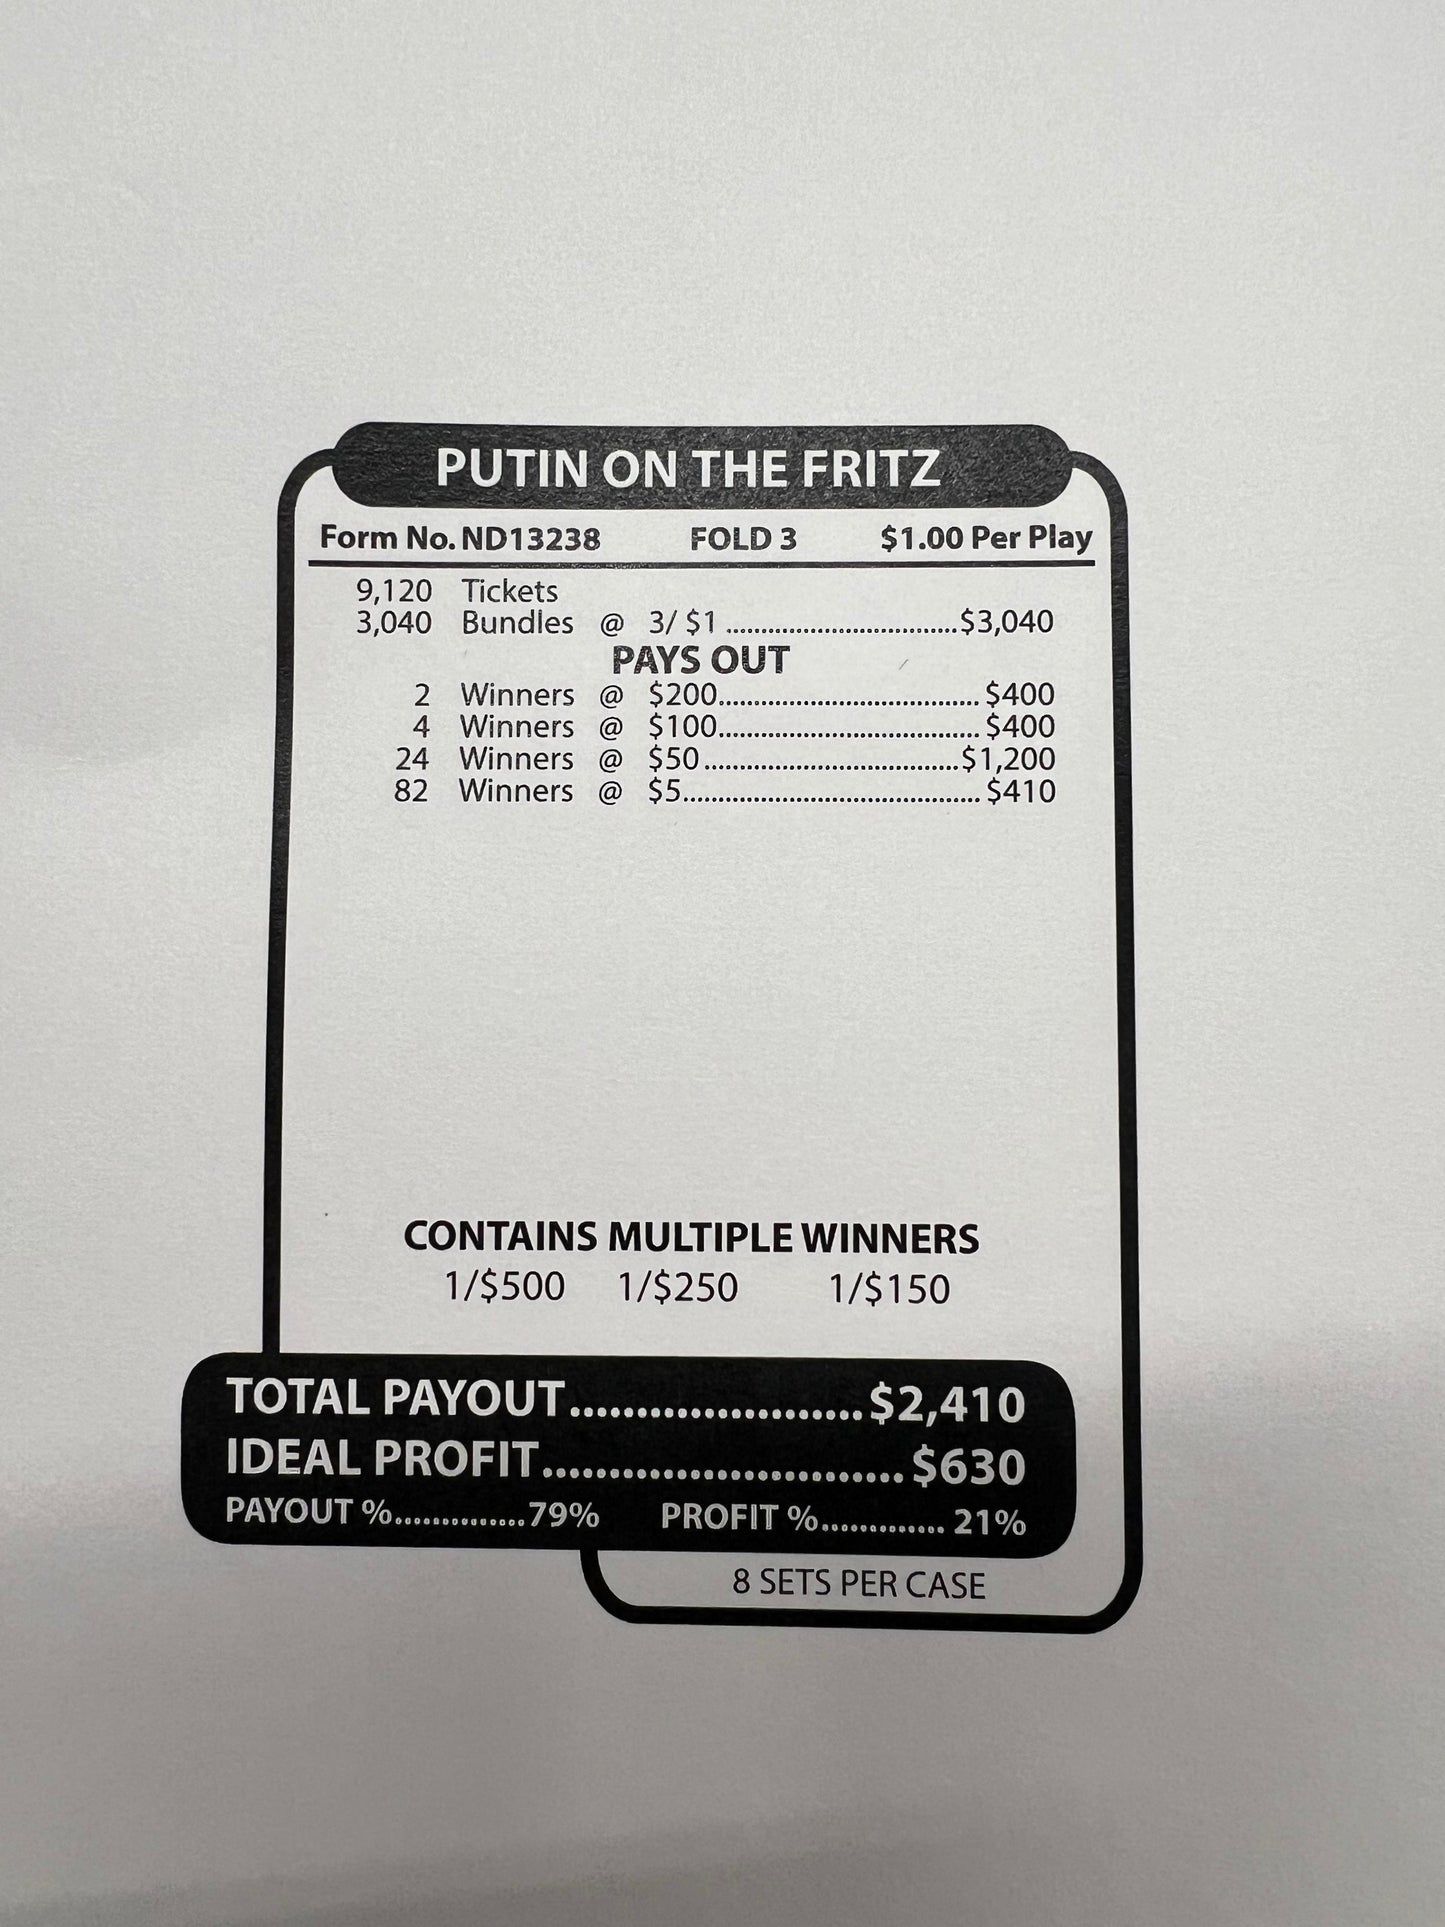 PUTIN ON THE FRITZ
Form No. ND13238 FOLD 3 $1.00 Per Play
9,120 Tickets
3,040 Bundles @ 3/ $1 ................................. $3,040
PAYS OUT
2 Winners @ $200..................................... $400
4 Winners @ $100..................................... $400
24 Winners @ $50.................................... $1,200
82 Winners @ $5.......................................... $410
CONTAINS MULTIPLE WINNERS
1/$500 1/$250 1/$150
TOTAL PAYOUT...................... $2,410
IDEAL PROFIT........................... $630
PAYOUT %.............. 79% PROFIT %............. 21%
8 SETS PER CASE